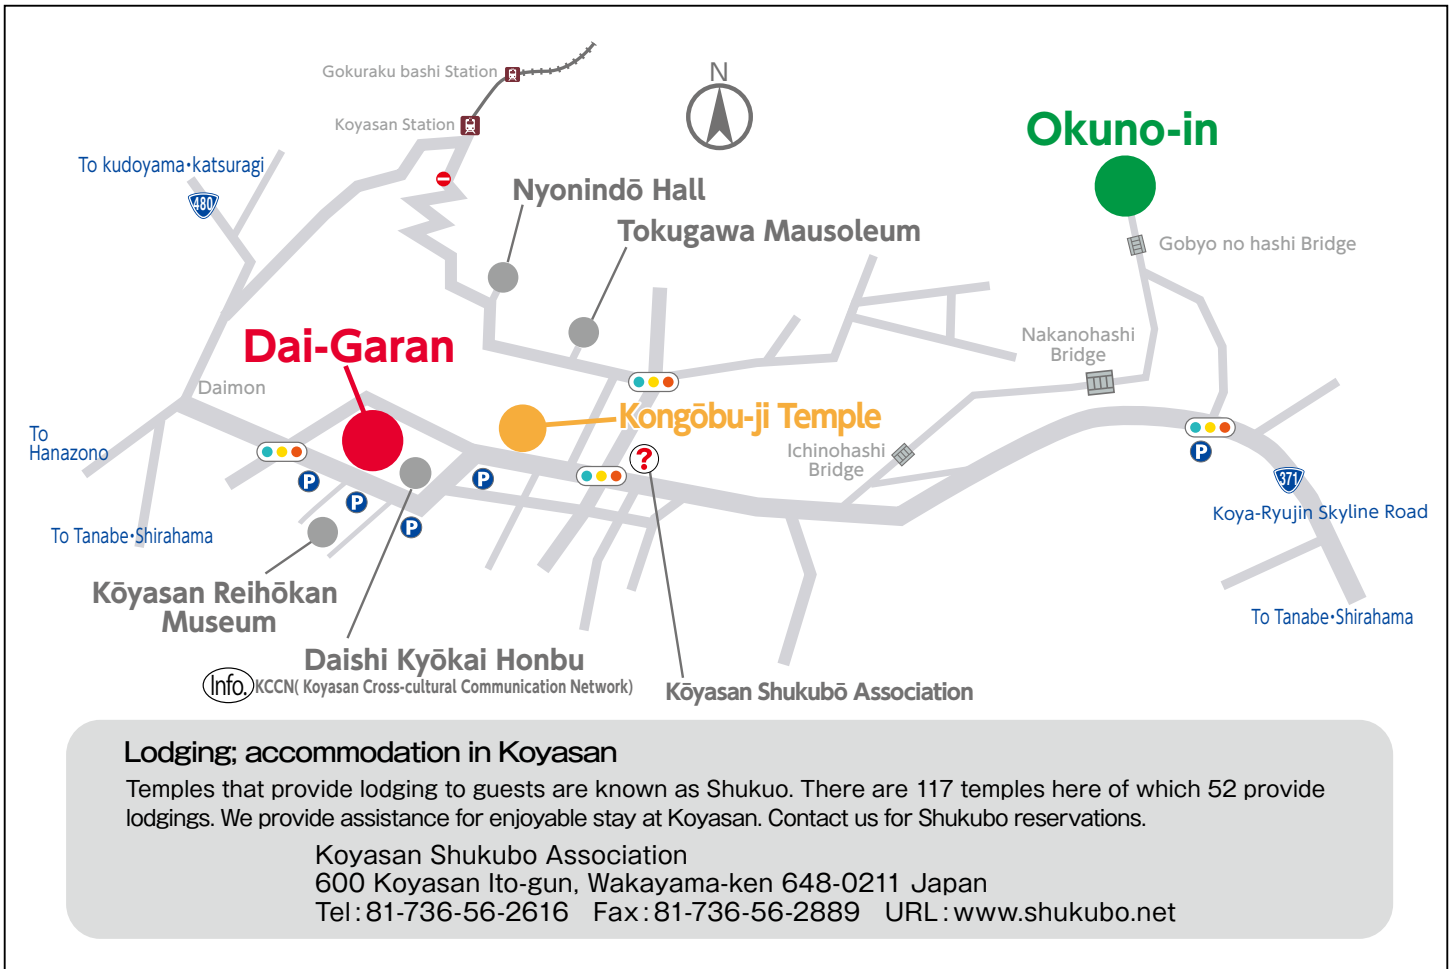 N
Gokuraku bashi Station
Koyasan Station
Okuno-in
To kudoyama・katsuragi
480
Nyonindō Hall
Tokugawa Mausoleum
Gobyo no hashi Bridge
Dai-Garan
Nakanohashi
Bridge
Daimon
Kongōbu-ji Temple
To
Hanazono
Ichinohashi
Bridge
?
P
P
P
P
P
371
Koya-Ryujin Skyline Road
To Tanabe・Shirahama
Kōyasan Reihōkan
Museum
To Tanabe・Shirahama
Daishi Kyōkai Honbu
Info.
KCCN( Koyasan Cross-cultural Communication Network)
Kōyasan Shukubō Association
Lodging; accommodation in Koyasan
Temples that provide lodging to guests are known as Shukuo. There are 117 temples here of which 52 provide
lodgings. We provide assistance for enjoyable stay at Koyasan. Contact us for Shukubo reservations.
Koyasan Shukubo Association
600 Koyasan Ito-gun, Wakayama-ken 648-0211 Japan
Tel:81-736-56-2616 Fax:81-736-56-2889 URL:www.shukubo.net